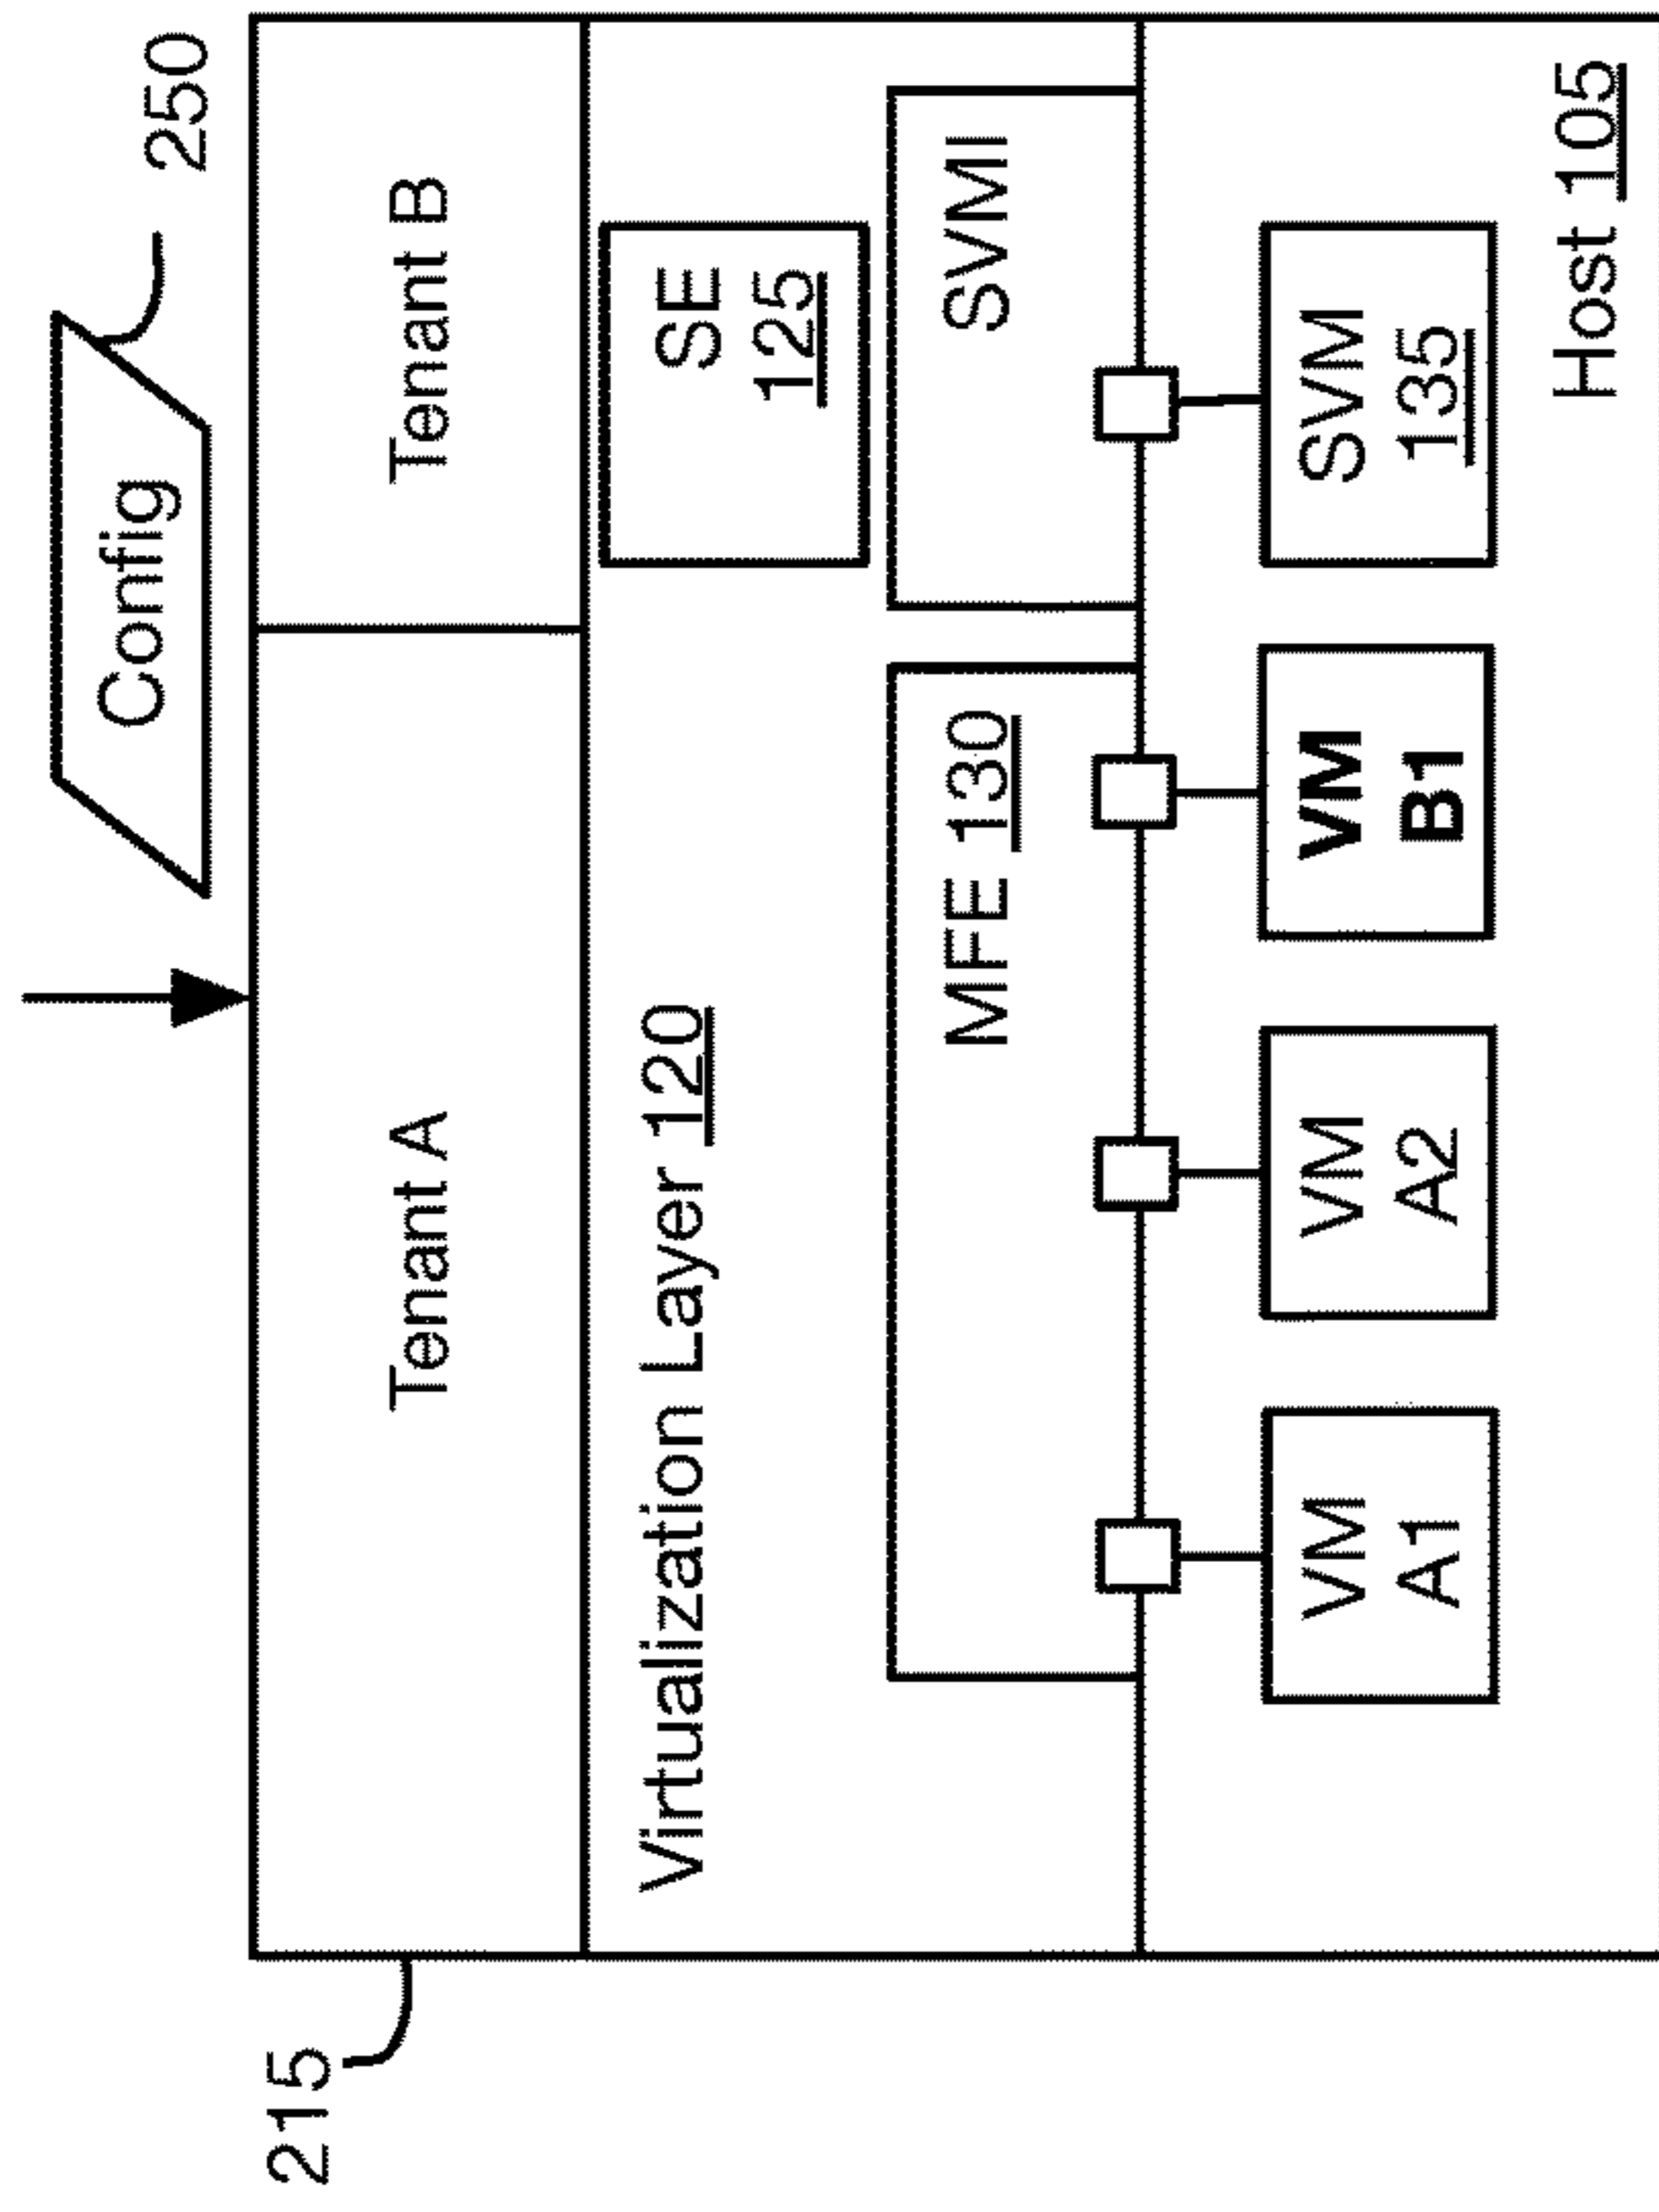 Config
250
215
Tenant A
Tenant B
Virtualization Layer 120
SE
125
MFE 130
SVMI
VM
A1
VM
A2
VM
B1
SVM
135
Host 105